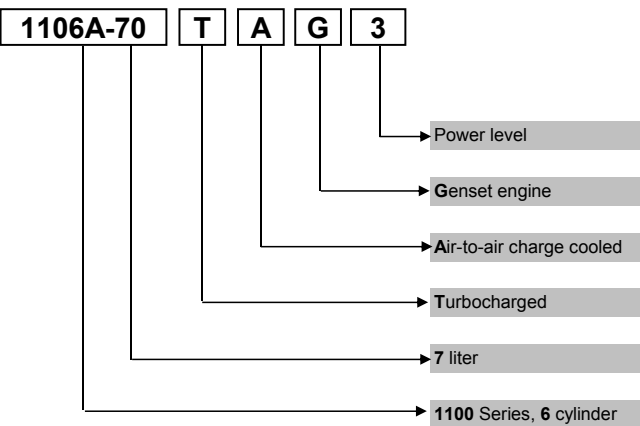 1106A-70 T A G 3
Power level
Genset engine
Air-to-air charge cooled
Turbocharged
7 liter
1100 Series, 6 cylinder